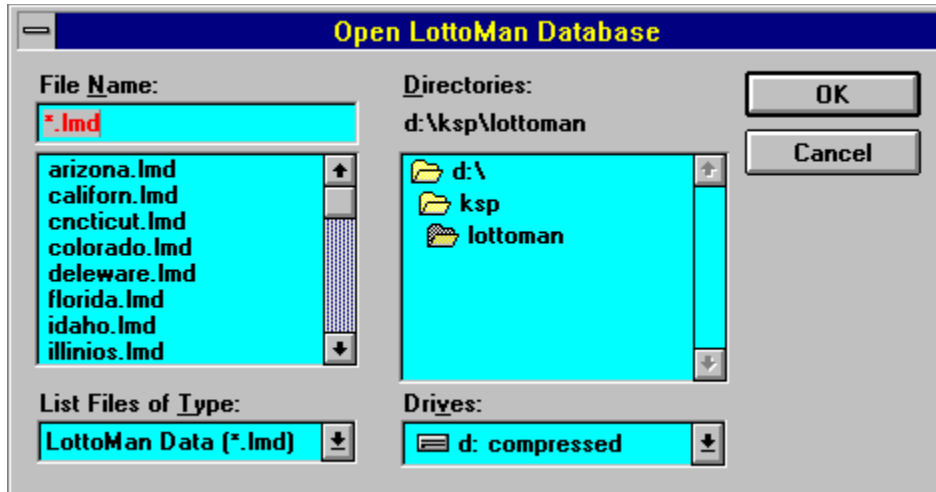 Open LottoMan Database
File Name:
*.lmd
arizona.lmd
californ.lmd
cncticut.lmd
colorado.lmd
deleware.lmd
florida.lmd
idaho.lmd
illinios.lmd
List Files of Type:
LottoMan Data (*.lmd)
Directories:
d:\ksp\lottoman
d:\
ksp
lottoman
Drives:
d: compressed
OK
Cancel